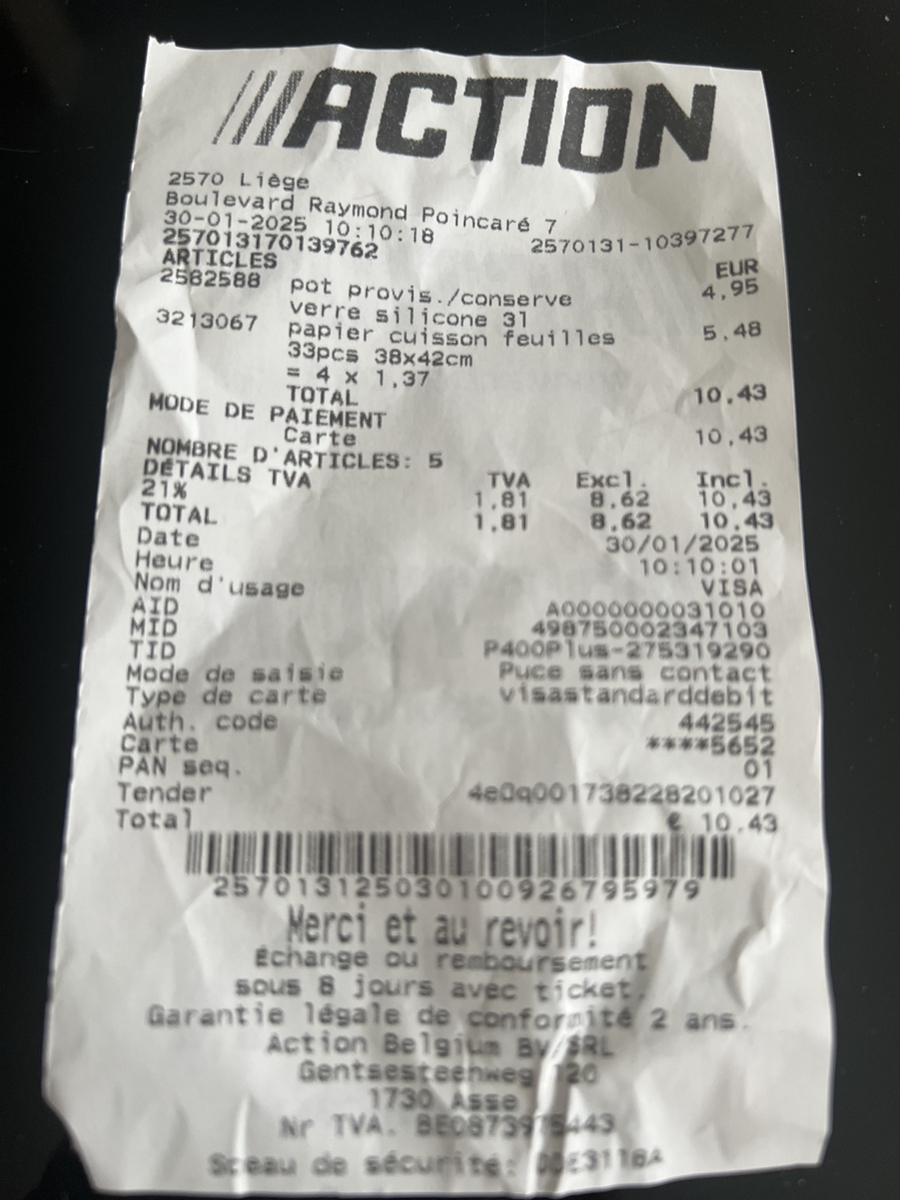 ACTION
2570 Liège
Boulevard Raymond Poincaré 7
30-01-2025 10:10:18 2570131-10397277
257013170139762
ARTICLES EUR
2582588 pot provis./conserve 4,95
verre silicone 3l
3213067 papier cuisson feuilles 5,48
33pcs 38x42cm
= 4 x 1,37
TOTAL 10,43
MODE DE PAIEMENT
Carte 10,43
NOMBRE D'ARTICLES: 5
DÉTAILS TVA TVA Excl. Incl.
21% 1,81 8,62 10,43
TOTAL 1,81 8,62 10,43
Date 30/01/2025
Heure 10:10:01
Nom d'usage VISA
AID A0000000031010
MID 498750002347103
TID P400Plus-275319290
Mode de saisie Puce sans contact
Type de carte visastandarddebit
Auth. code 442545
Carte ****5652
PAN seq. 01
Tender 4e0q001738228201027
Total € 10.43
257013125030100926795979
Merci et au revoir!
Échange ou remboursement
sous 8 jours avec ticket.
Garantie légale de conformité 2 ans.
Action Belgium BV/SRL
Gentsesteenweg 120
1730 Asse
Nr TVA.
Sceau de sécurité: